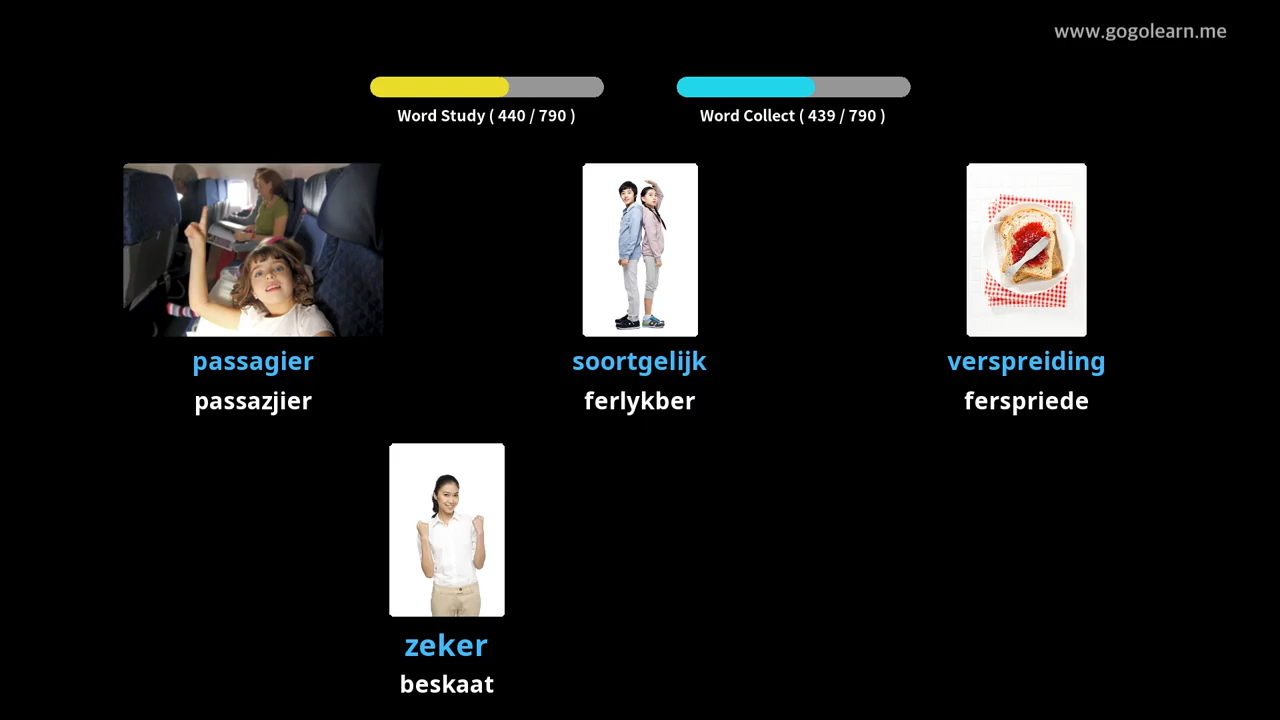 www.gogolearn.me
Word Study ( 440 / 790 )
Word Collect ( 439 / 790 )
passagier
passazjier
soortgelijk
ferlykber
verspreiding
ferspriede
zeker
beskaat